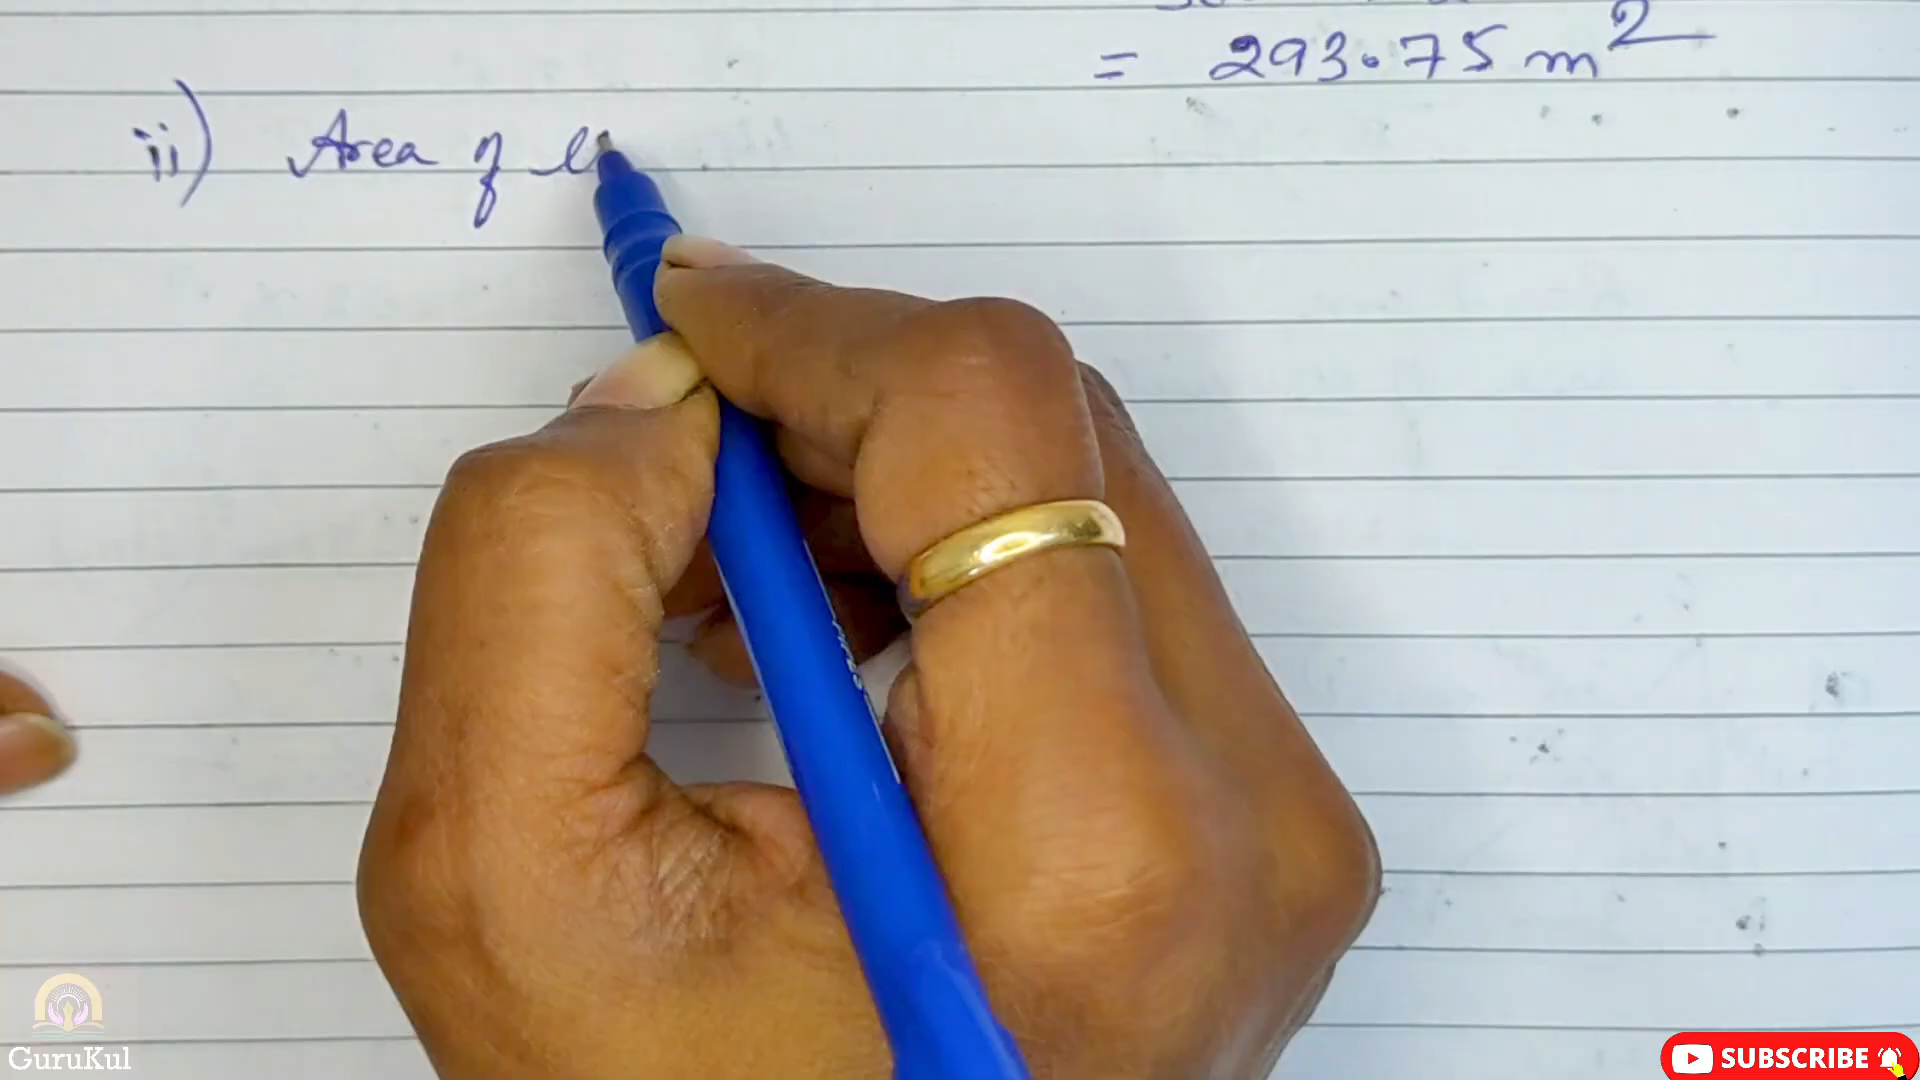 = 293.75 m²
ii) Area of
GuruKul
SUBSCRIBE